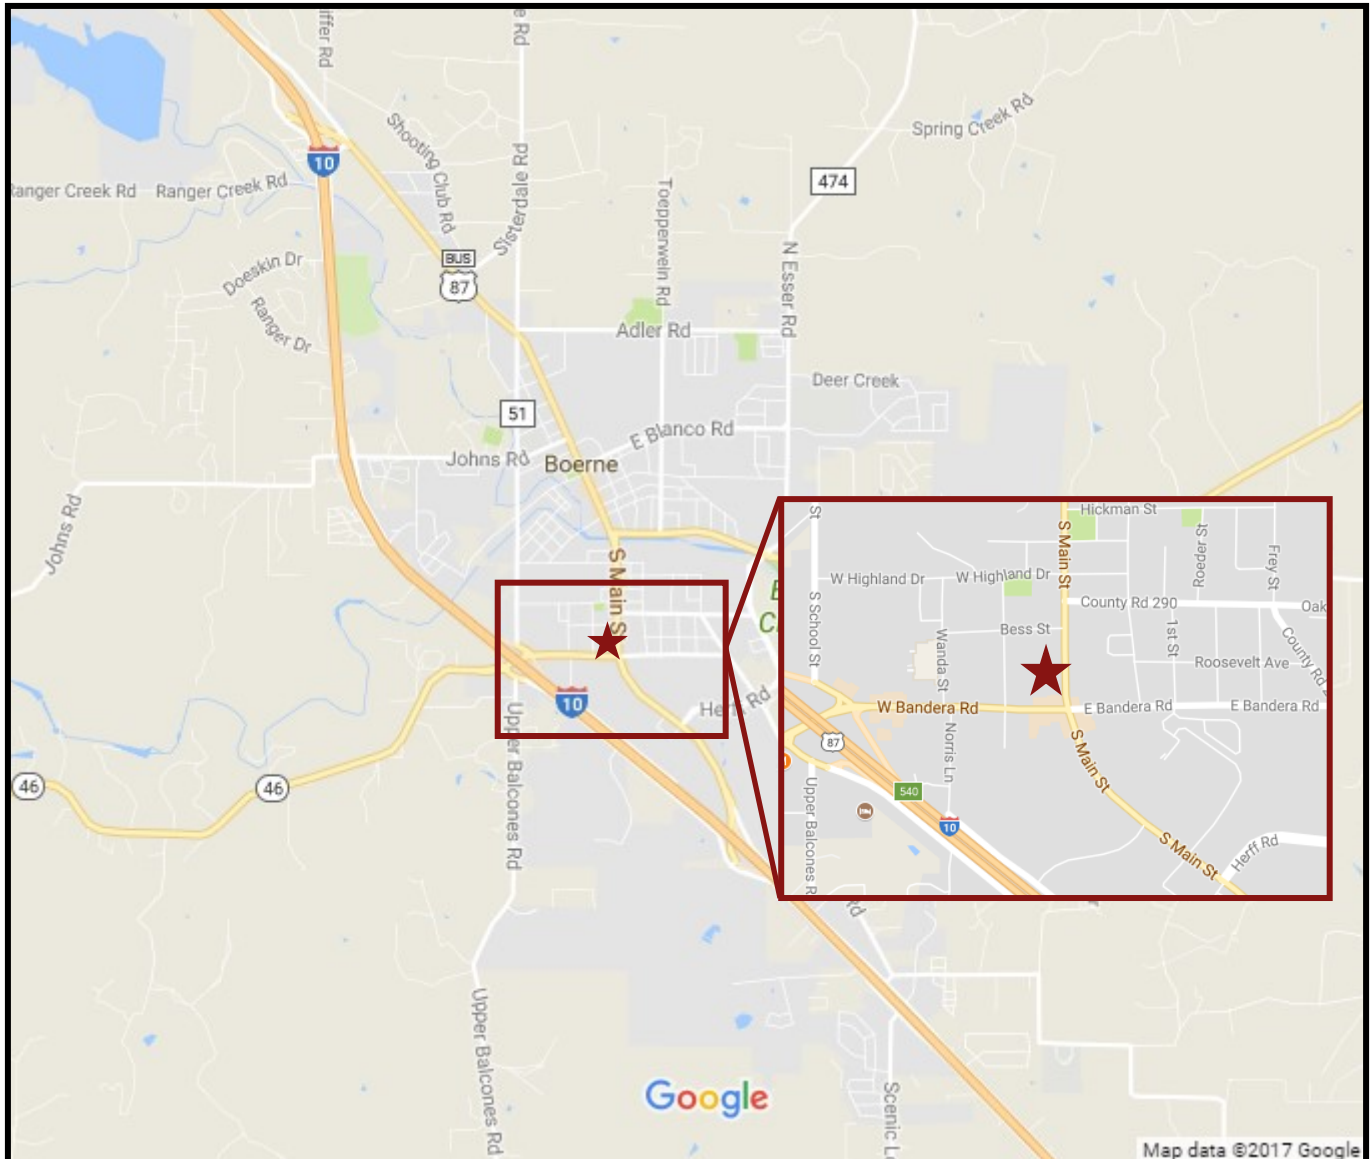 Spring Creek Rd
Shooting Club Rd
10
474
Ranger Creek Rd
Ranger Creek Rd
Sisterdale Rd
Toepperwein Rd
N Esser Rd
Doeskin Dr
BUS
87
Ranger Dr
Adler Rd
Deer Creek
51
E Blanco Rd
Johns Rd
Boerne
Johns Rd
S Main St
Herff Rd
10
46
46
Upper Balcones Rd
Upper Balcones Rd
Rd
Scenic L
Google
Map data ©2017 Google
St
Hickman St
S Main St
Roeper St
Frey St
W Highland Dr
W Highland Dr
S School St
County Rd 290
Oak
Bess St
1st St
County Rd 2
Wanda St
Roosevelt Ave
W Bandera Rd
E Bandera Rd
E Bandera Rd
87
Norris Ln
S Main St
540
10
Upper Balcones R
S Main St
Herff Rd